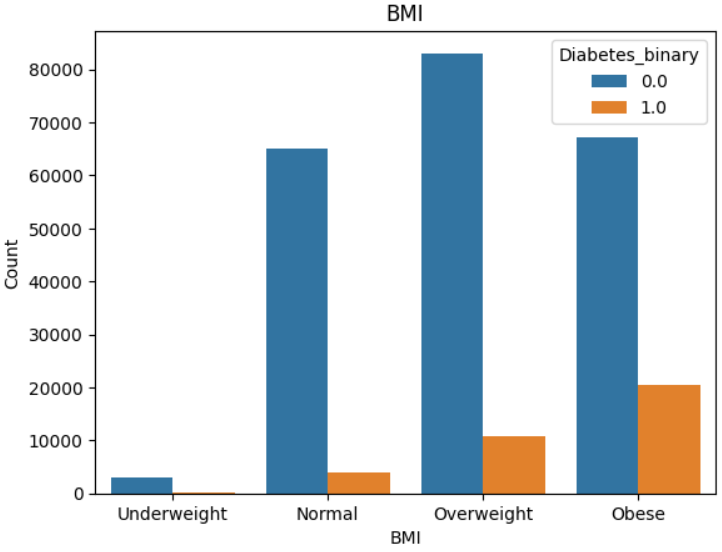 BMI
Diabetes_binary
0.0
1.0
Count
80000
70000
60000
50000
40000
30000
20000
10000
0
Underweight Normal Overweight Obese
BMI